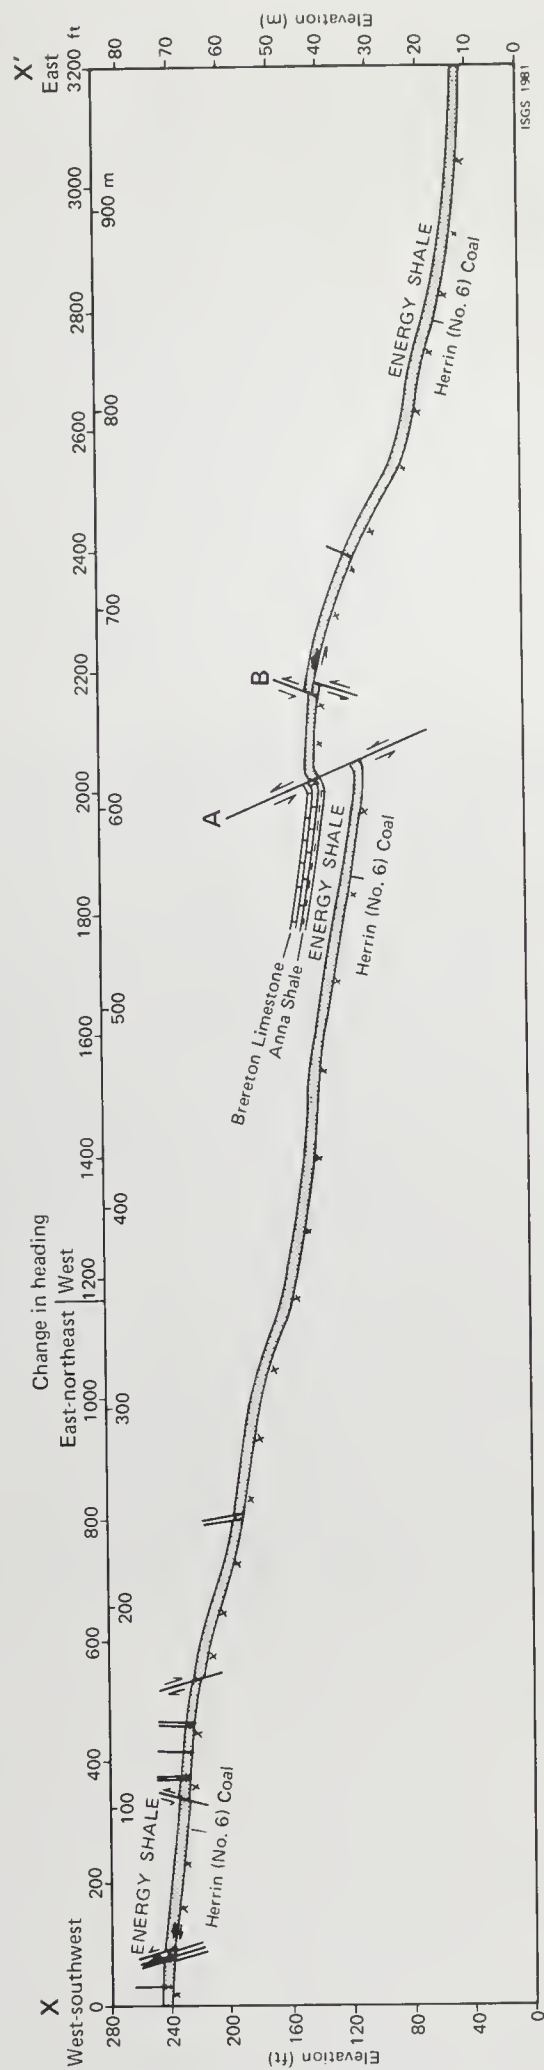 X
West-southwest
X'
East
Change in heading
East-northeast | West
0 200 400 600 800 1000 1200 1400 1600 1800 2000 2200 2400 2600 2800 3000 3200 ft
100 200 300 400 500 600 700 800 900 m
Elevation (ft)
280
240
200
160
120
80
40
0
Elevation (m)
80
70
60
50
40
30
20
10
0
ENERGY SHALE
Herrin (No. 6) Coal
Brereton Limestone
Anna Shale
ENERGY SHALE
Herrin (No. 6) Coal
A
B
ENERGY SHALE
Herrin (No. 6) Coal
ISGS 1981